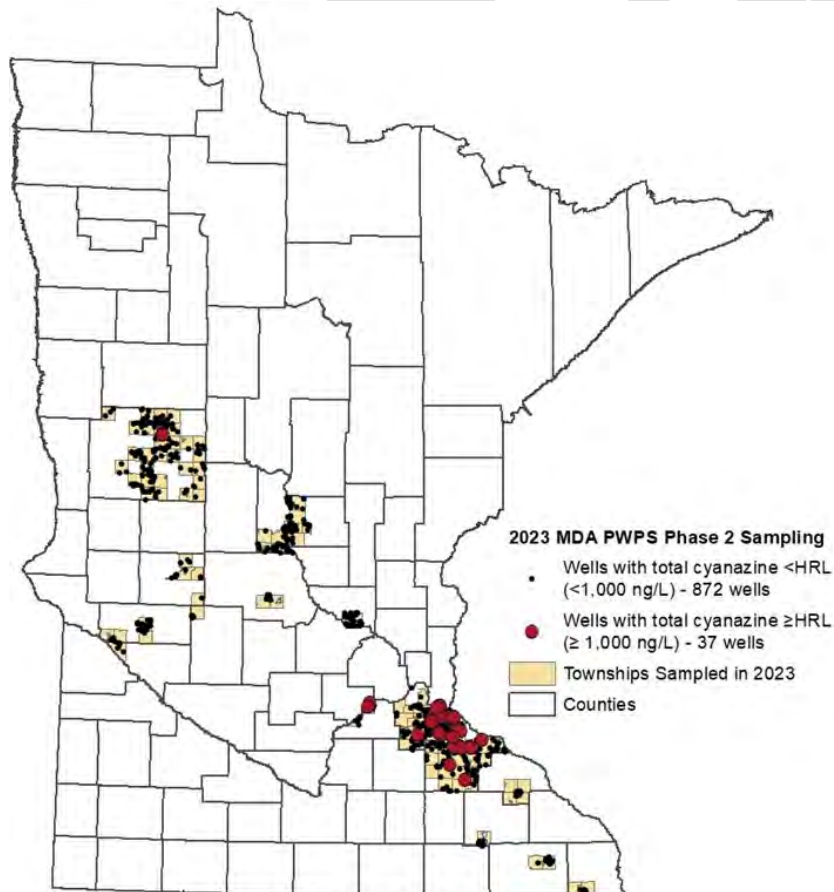 2023 MDA PWPS Phase 2 Sampling
Wells with total cyanazine <HRL
(<1,000 ng/L) - 872 wells
Wells with total cyanazine ≥HRL
(≥ 1,000 ng/L) - 37 wells
Townships Sampled in 2023
Counties